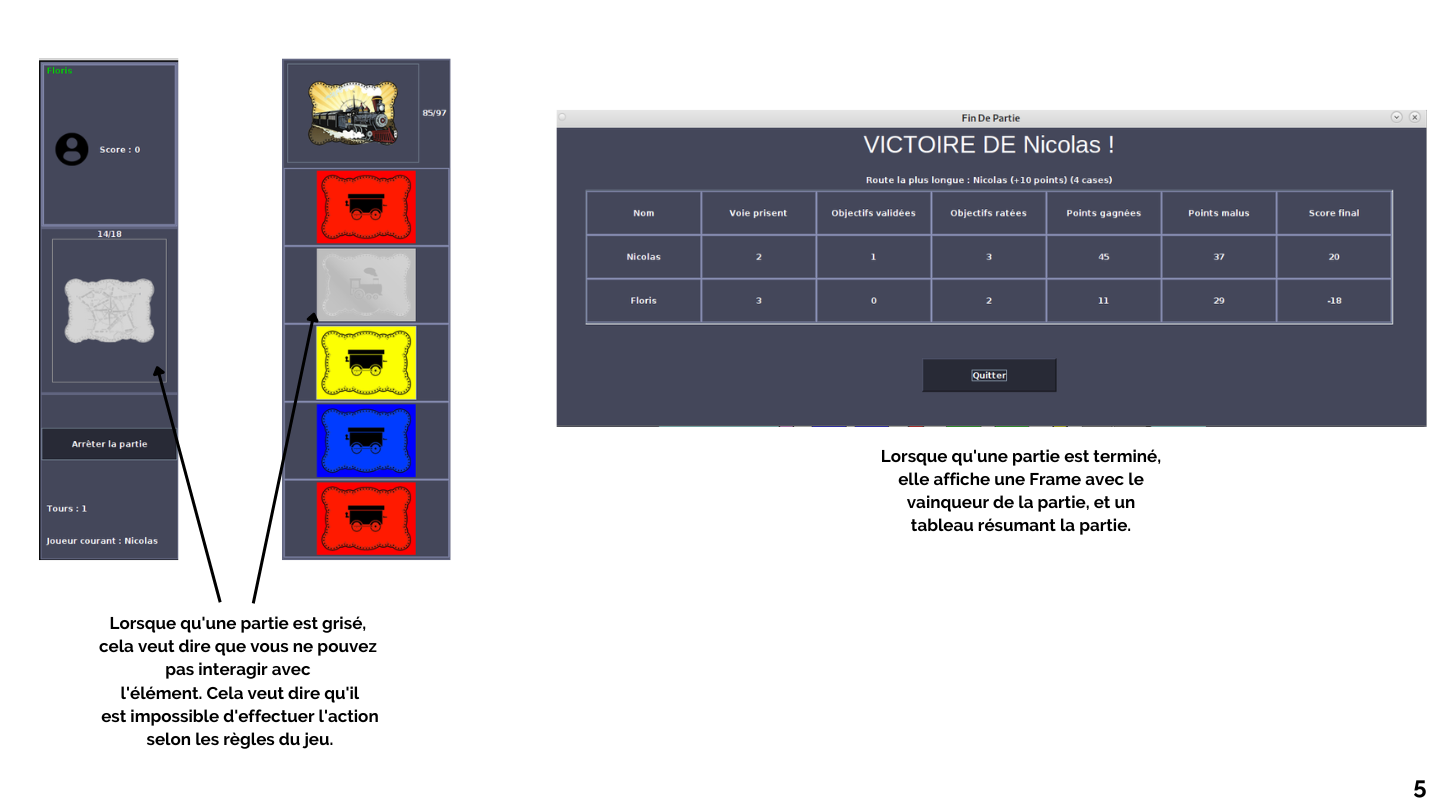 Floris
Score : 0
14/18
Arrèter la partie
Tours : 1
Joueur courant : Nicolas
85/97
Lorsque qu'une partie est grisé,
cela veut dire que vous ne pouvez
pas interagir avec
l'élément. Cela veut dire qu'il
est impossible d'effectuer l'action
selon les règles du jeu.
Fin De Partie
VICTOIRE DE Nicolas !
Route la plus longue : Nicolas (+10 points) (4 cases)
Nom Voie prisent Objectifs validées Objectifs ratées Points gagnées Points malus Score final
Nicolas 2 1 3 45 37 20
Floris 3 0 2 11 29 -18
Quitter
Lorsque qu'une partie est terminé,
elle affiche une Frame avec le
vainqueur de la partie, et un
tableau résumant la partie.
5